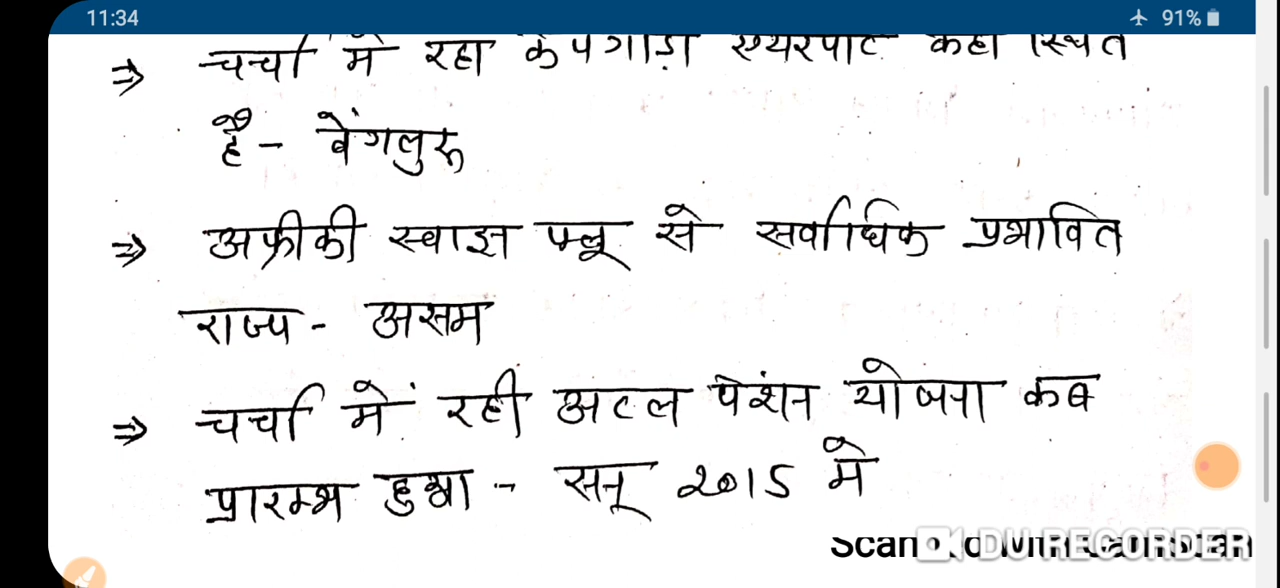 11:34 91%
⇒ चर्चा मे रहा केपगोड़ा एयरपोर्ट कहाँ स्थित
है - वेंगलुरू
⇒ अफ्रीकी स्वाइन फ्लू से सर्वाधिक प्रभावित
राज्य - असम
⇒ चर्चा में रही अटल पेंशन योजना कब
प्रारम्भ हुआ - सन् 2015 मे
DU RECORDER